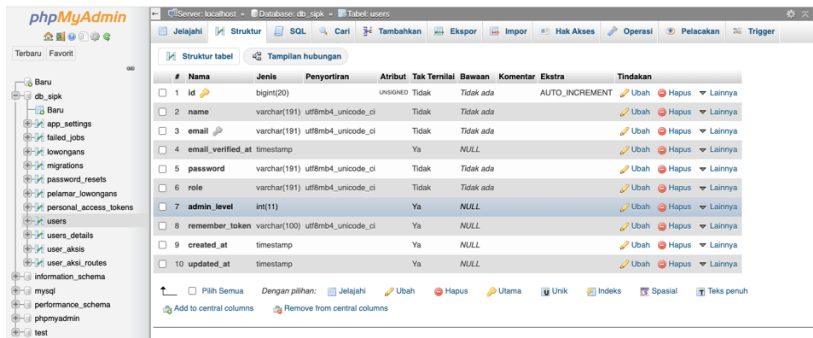 phpMyAdmin
Terbaru Favorit
Baru
db_sipk
Baru
app_settings
failed_jobs
lowongans
migrations
password_resets
pelamar_lowongans
personal_access_tokens
users
users_details
user_aksis
user_aksi_routes
information_schema
mysql
performance_schema
phpmyadmin
test
Server: localhost » Database: db_sipk » Tabel: users
Jelajahi Struktur SQL Cari Tambahkan Ekspor Impor Hak Akses Operasi Pelacakan Trigger
Struktur tabel Tampilan hubungan
# Nama Jenis Penyortiran Atribut Tak Ternilai Bawaan Komentar Ekstra Tindakan
1 id bigint(20) UNSIGNED Tidak Tidak ada AUTO_INCREMENT Ubah Hapus Lainnya
2 name varchar(191) utf8mb4_unicode_ci Tidak Tidak ada Ubah Hapus Lainnya
3 email varchar(191) utf8mb4_unicode_ci Tidak Tidak ada Ubah Hapus Lainnya
4 email_verified_at timestamp Ya NULL Ubah Hapus Lainnya
5 password varchar(191) utf8mb4_unicode_ci Tidak Tidak ada Ubah Hapus Lainnya
6 role varchar(191) utf8mb4_unicode_ci Tidak Tidak ada Ubah Hapus Lainnya
7 admin_level int(11) Ya NULL Ubah Hapus Lainnya
8 remember_token varchar(100) utf8mb4_unicode_ci Ya NULL Ubah Hapus Lainnya
9 created_at timestamp Ya NULL Ubah Hapus Lainnya
10 updated_at timestamp Ya NULL Ubah Hapus Lainnya
Pilih Semua Dengan pilihan: Jelajahi Ubah Hapus Utama Unik Indeks Spasial Teks penuh
Add to central columns Remove from central columns